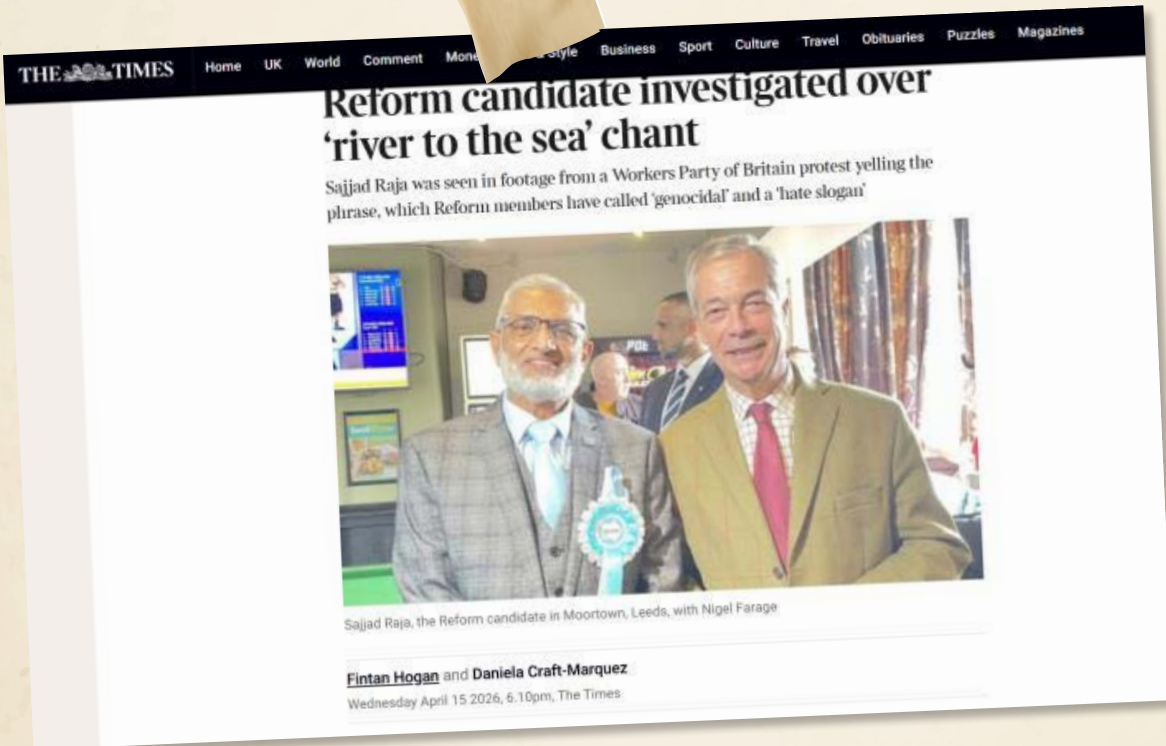 THE TIMES
Home UK World Comment Style Business Sport Culture Travel Obituaries Puzzles Magazines
Reform candidate investigated over
‘river to the sea’ chant
Sajjad Raja was seen in footage from a Workers Party of Britain protest yelling the
phrase, which Reform members have called ‘genocidal’ and a ‘hate slogan’
Sajjad Raja, the Reform candidate in Moortown, Leeds, with Nigel Farage
Fintan Hogan and Daniela Craft-Marquez
Wednesday April 15 2026, 6.10pm, The Times